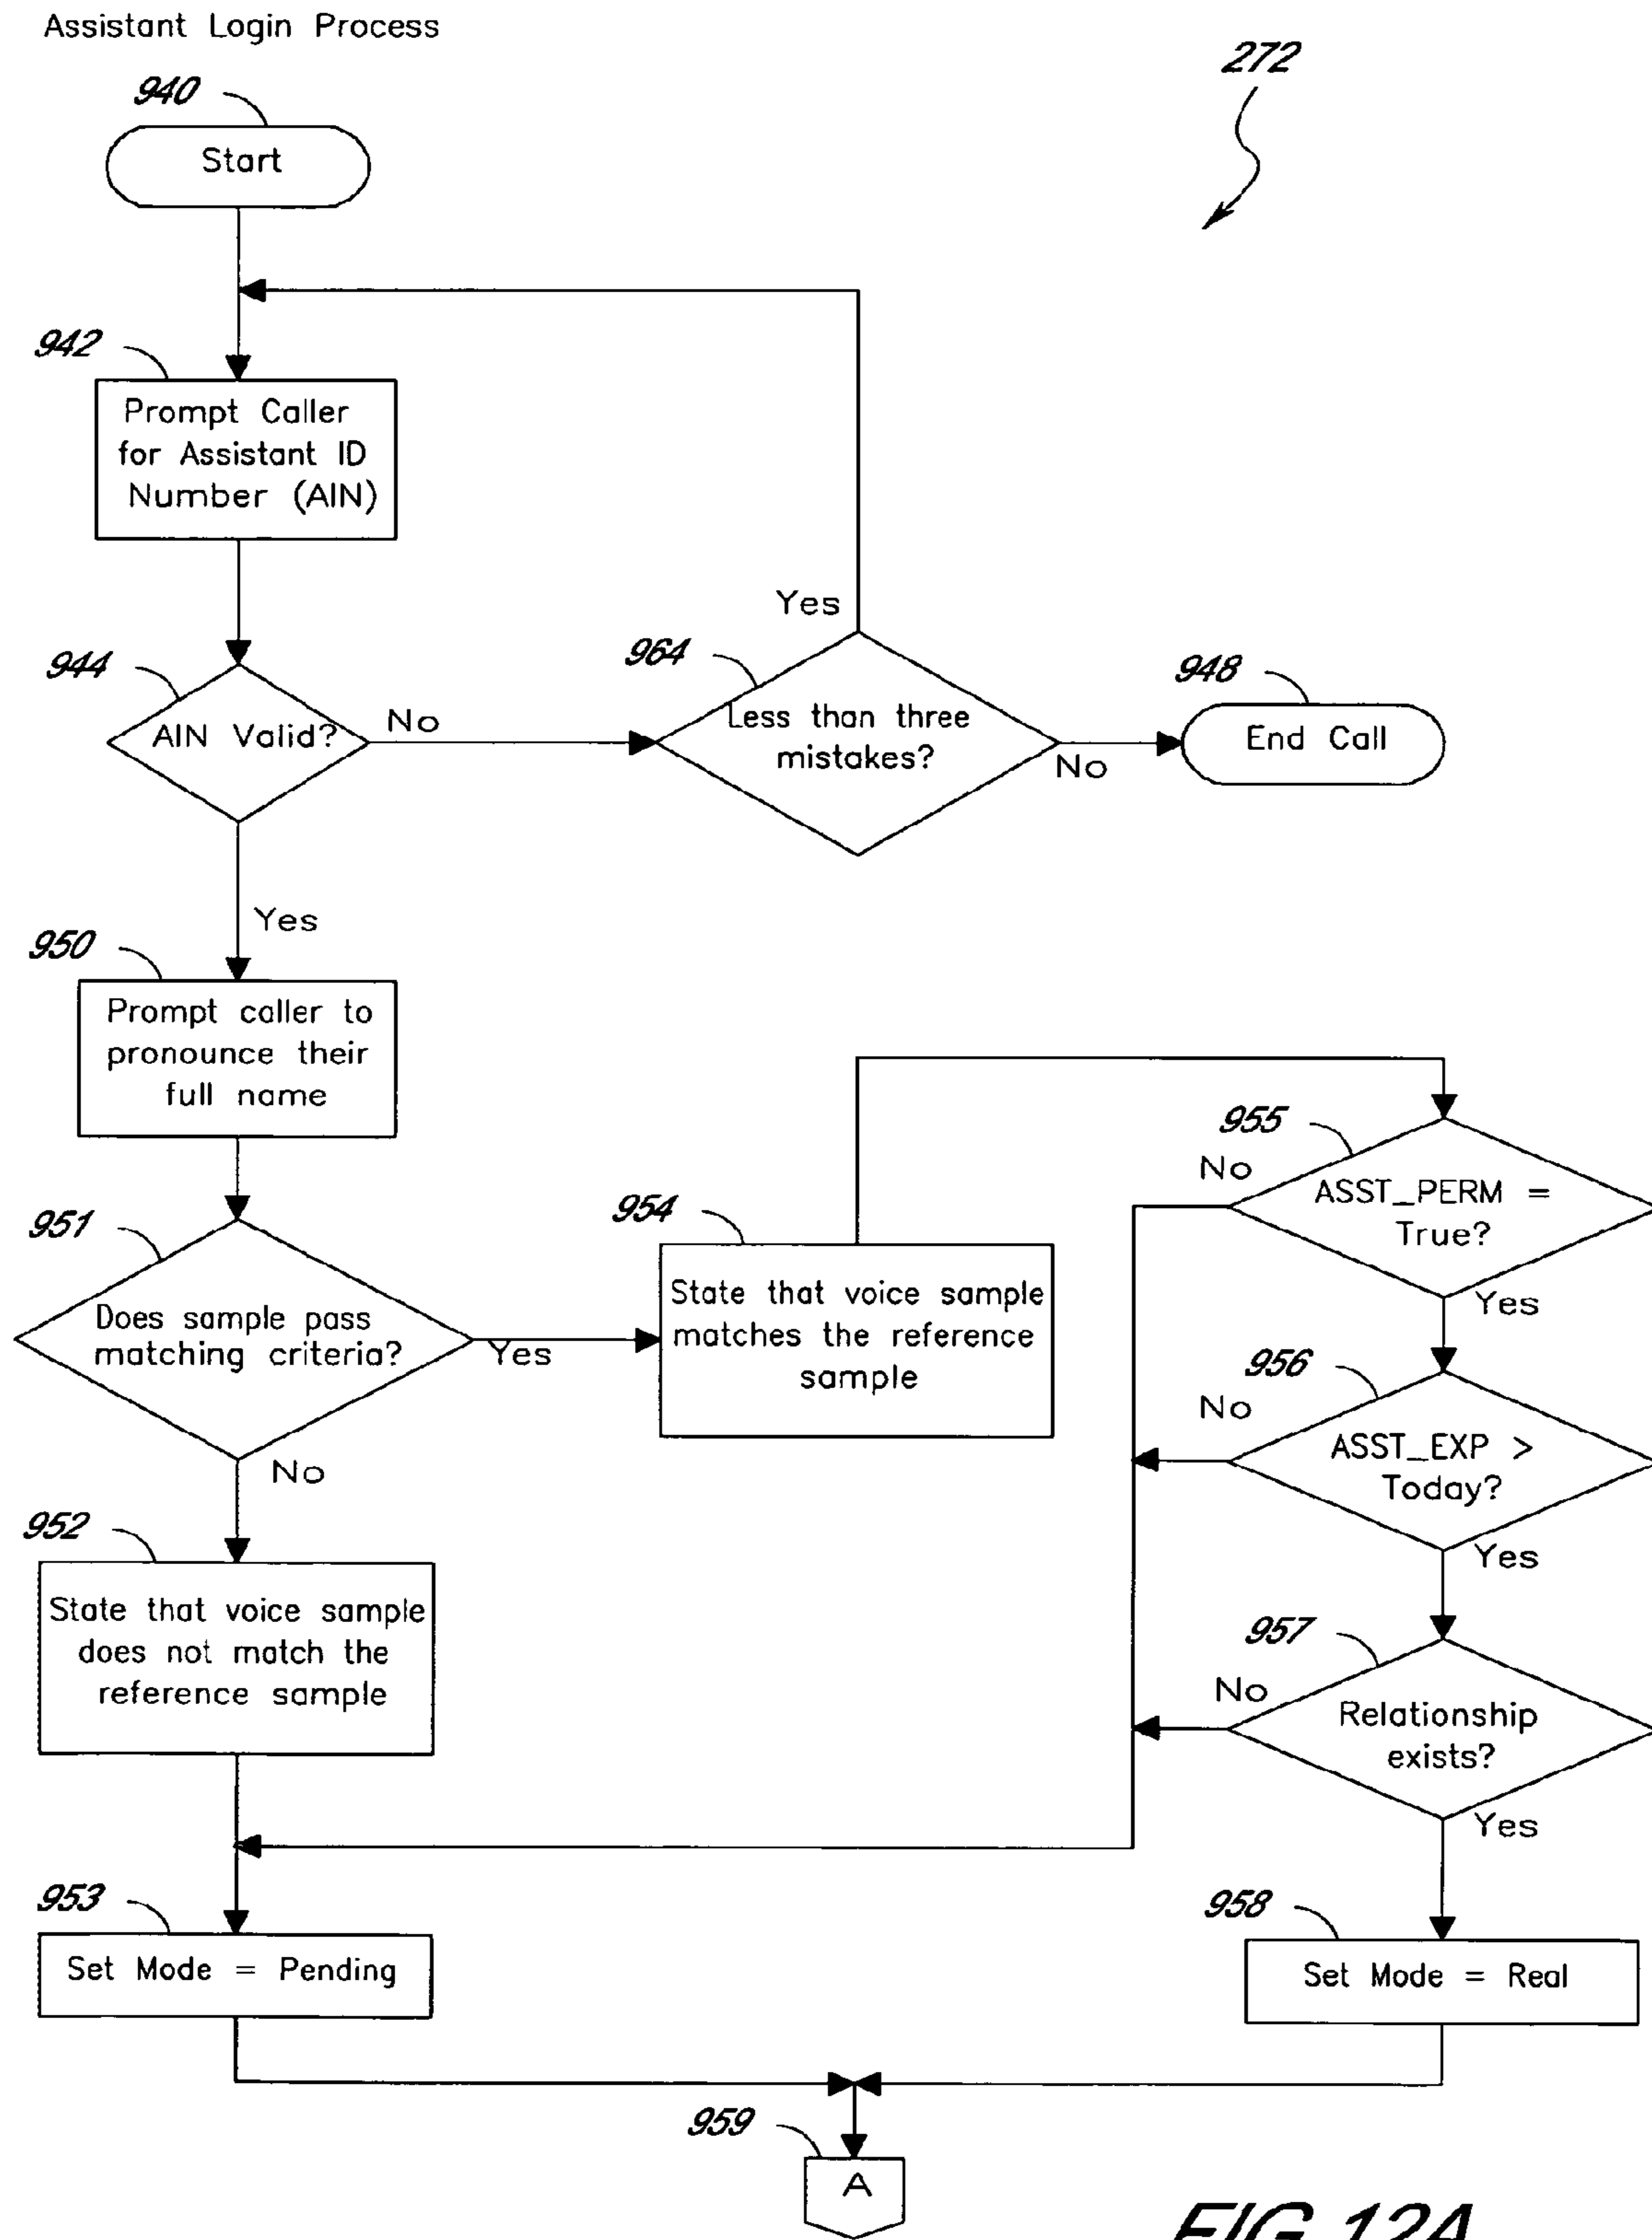 Assistant Login Process
272
940
Start
942
Prompt Caller
for Assistant ID
Number (AIN)
Yes
944
AIN Valid?
No
964
Less than three
mistakes?
No
948
End Call
Yes
950
Prompt caller to
pronounce their
full name
955
No
ASST_PERM =
True?
Yes
951
Does sample pass
matching criteria?
Yes
No
954
State that voice sample
matches the reference
sample
956
No
ASST_EXP >
Today?
Yes
952
State that voice sample
does not match the
reference sample
957
No
Relationship
exists?
Yes
953
Set Mode = Pending
958
Set Mode = Real
959
A
FIG. 12A